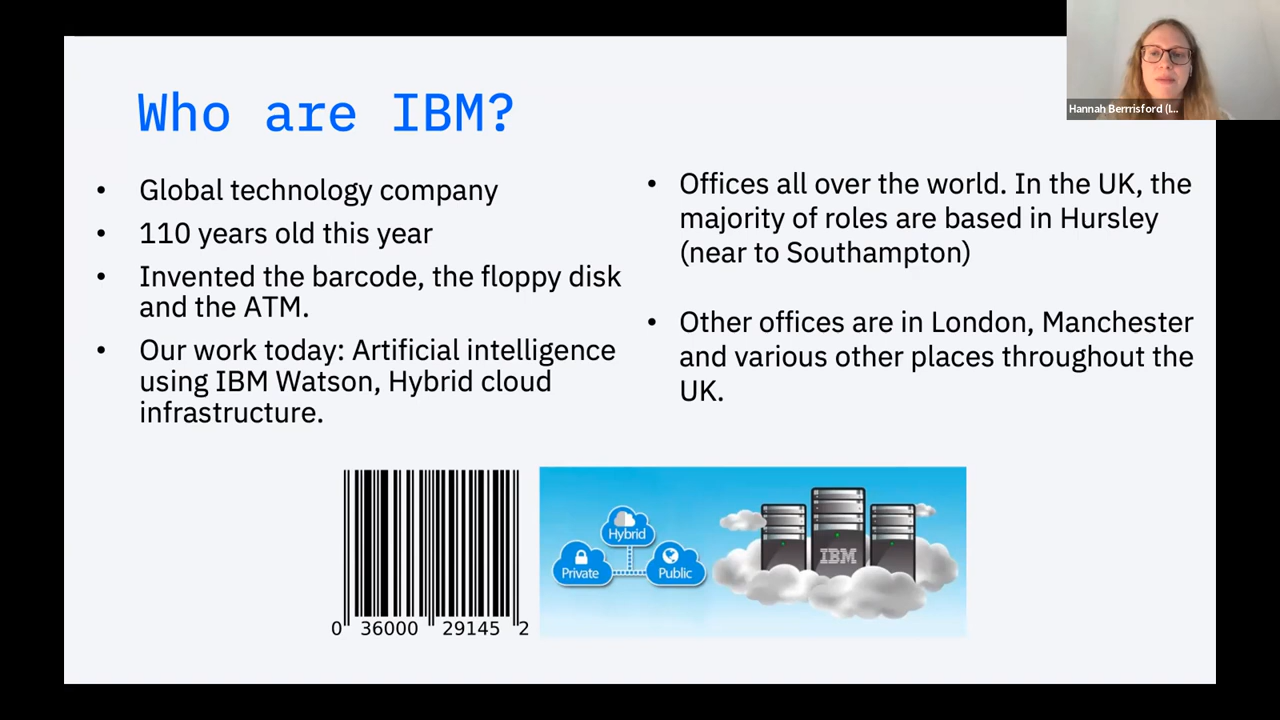 Who are IBM?
Hannah Berrrisford (I...
• Global technology company
• 110 years old this year
• Invented the barcode, the floppy disk
and the ATM.
• Our work today: Artificial intelligence
using IBM Watson, Hybrid cloud
infrastructure.
• Offices all over the world. In the UK, the
majority of roles are based in Hursley
(near to Southampton)
• Other offices are in London, Manchester
and various other places throughout the
UK.
0 36000 29145 2
Hybrid
Private
Public
IBM